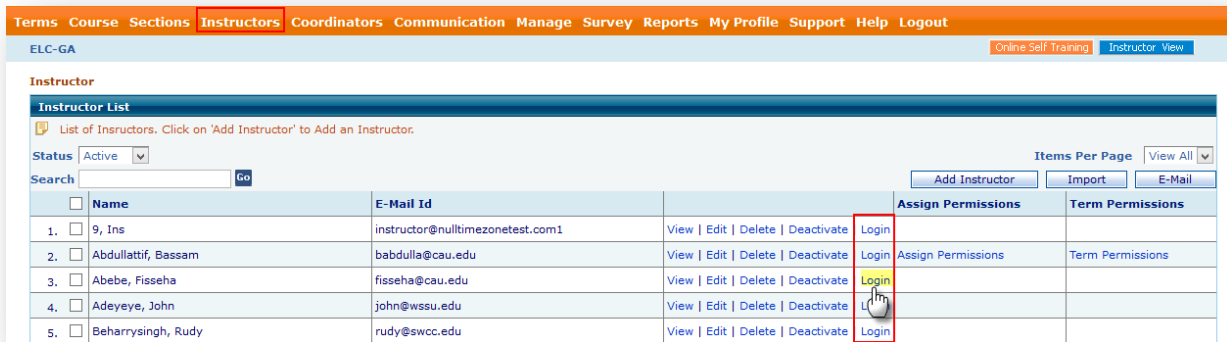 Terms Course Sections Instructors Coordinators Communication Manage Survey Reports My Profile Support Help Logout
ELC-GA Online Self Training Instructor View
Instructor
Instructor List
List of Insructors. Click on 'Add Instructor' to Add an Instructor.
Status Active Items Per Page View All
Search Go Add Instructor Import E-Mail
Name E-Mail Id Assign Permissions Term Permissions
1. 9, Ins instructor@nulltimezonetest.com1 View | Edit | Delete | Deactivate Login
2. Abdullattif, Bassam babdulla@cau.edu View | Edit | Delete | Deactivate Login Assign Permissions Term Permissions
3. Abebe, Fisseha fisseha@cau.edu View | Edit | Delete | Deactivate Login
4. Adeyeye, John john@wssu.edu View | Edit | Delete | Deactivate
5. Beharrysingh, Rudy rudy@swcc.edu View | Edit | Delete | Deactivate Login